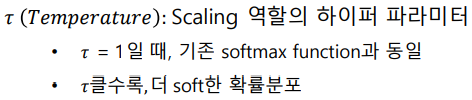 τ (Temperature): Scaling 역할의 하이퍼 파라미터
• τ = 1일 때, 기존 softmax function과 동일
• τ클수록, 더 soft한 확률분포